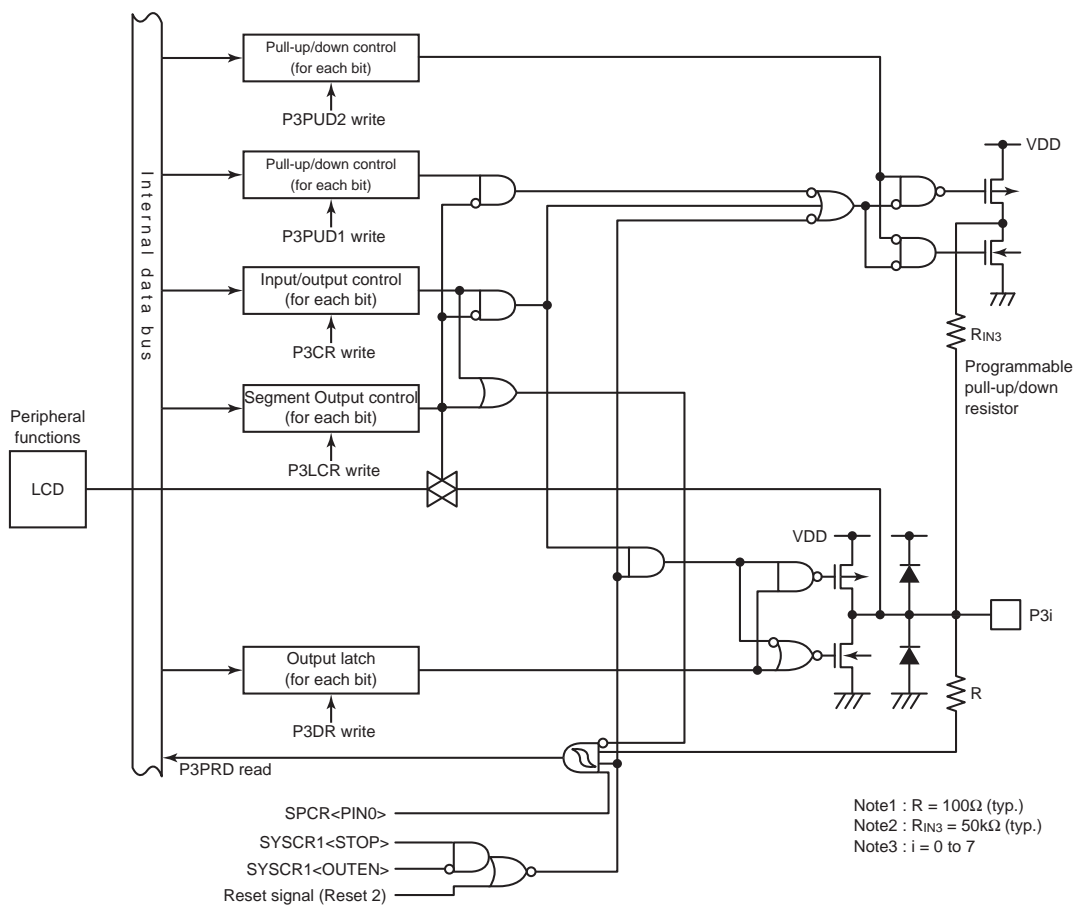 Pull-up/down control
(for each bit)
P3PUD2 write
VDD
Pull-up/down control
(for each bit)
P3PUD1 write
Internal data bus
Input/output control
(for each bit)
P3CR write
RIN3
Programmable
pull-up/down
resistor
Segment Output control
(for each bit)
P3LCR write
Peripheral
functions
LCD
VDD
P3i
Output latch
(for each bit)
P3DR write
R
P3PRD read
SPCR<PIN0>
SYSCR1<STOP>
SYSCR1<OUTEN>
Reset signal (Reset 2)
Note1 : R = 100Ω (typ.)
Note2 : RIN3 = 50kΩ (typ.)
Note3 : i = 0 to 7